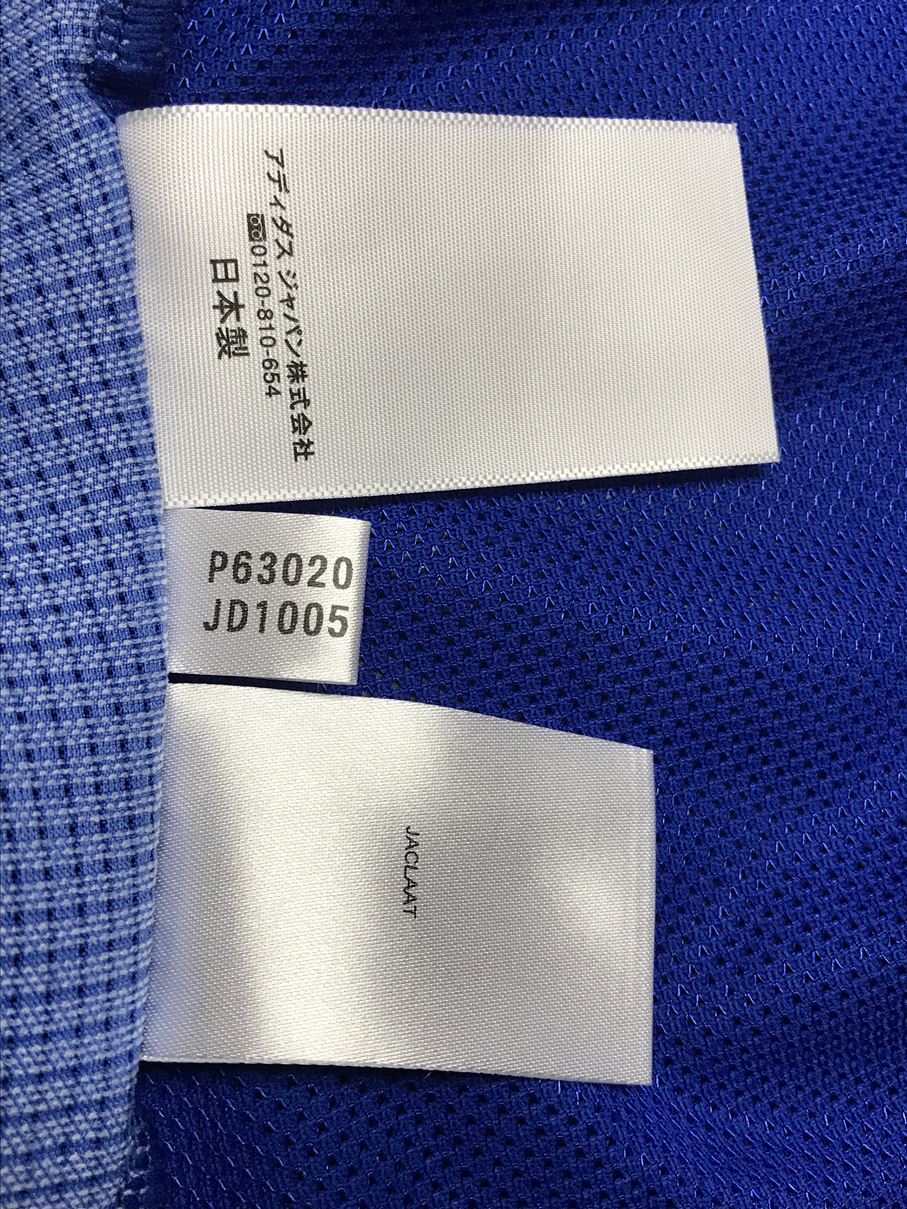 アディダス ジャパン株式会社
0120-810-654
日本製
P63020
JD1005
JACLAAT